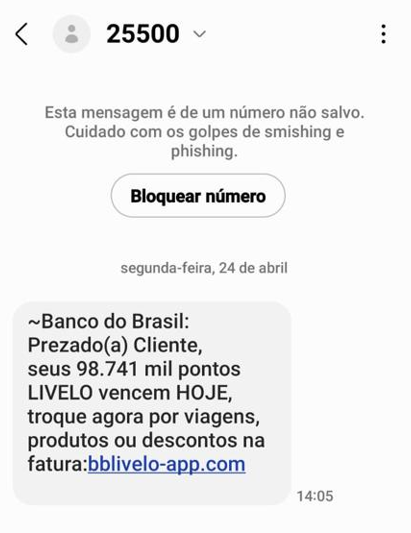 25500
Esta mensagem é de um número não salvo.
Cuidado com os golpes de smishing e
phishing.
Bloquear número
segunda-feira, 24 de abril
~Banco do Brasil:
Prezado(a) Cliente,
seus 98.741 mil pontos
LIVELO vencem HOJE,
troque agora por viagens,
produtos ou descontos na
fatura:bblivelo-app.com
14:05